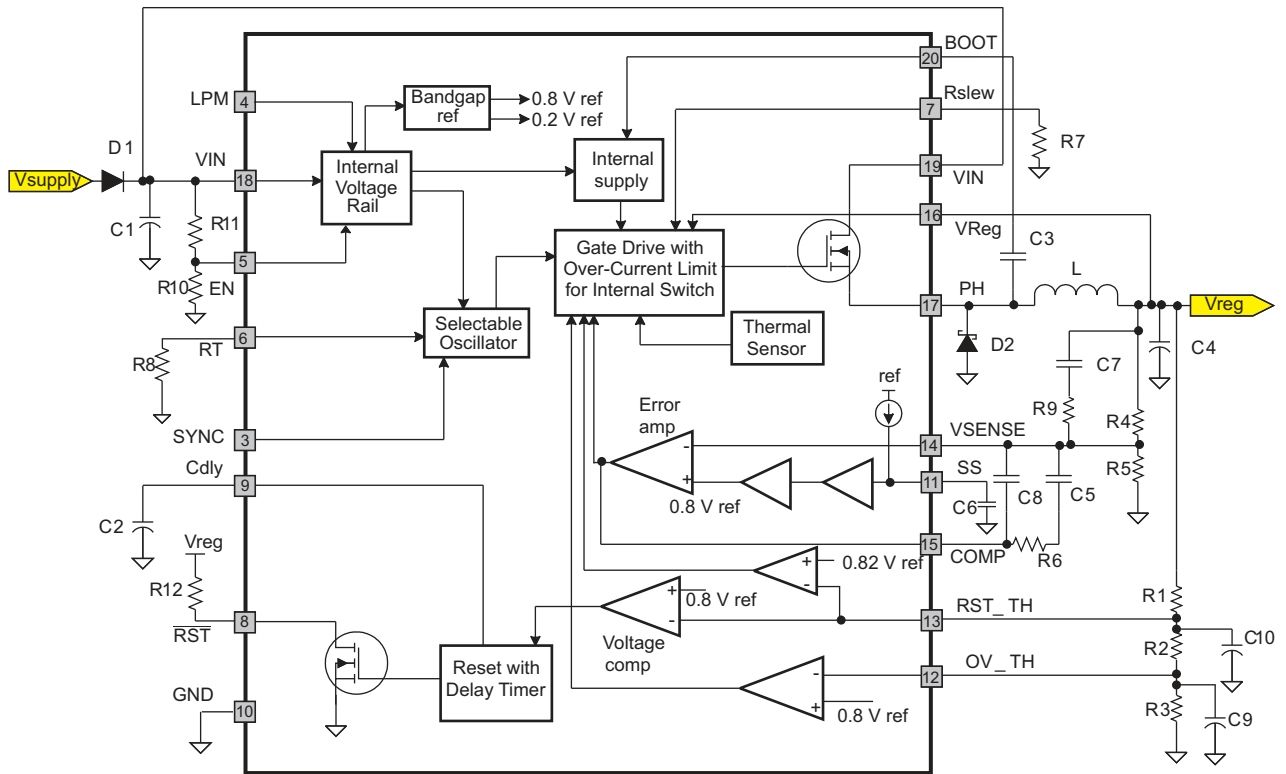 BOOT
20
Rslew
7
R7
LPM
4
Bandgap
ref
0.8 V ref
0.2 V ref
D1
VIN
Vsupply
18
Internal
Voltage
Rail
Internal
supply
19
VIN
C1
R11
16
VReg
C3
5
R10
EN
Gate Drive with
Over-Current Limit
for Internal Switch
PH
17
L
Vreg
6
RT
R8
Selectable
Oscillator
Thermal
Sensor
D2
C7
C4
ref
R9
R4
SYNC
3
Error
amp
-
+
0.8 V ref
14
VSENSE
R5
Cdly
9
SS
11
C6
C8
C5
C2
15
COMP
R6
Vreg
R12
+
-
0.82 V ref
+
-
0.8 V ref
Voltage
comp
R1
RST_TH
13
8
RST
R2
C10
Reset with
Delay Timer
OV_TH
12
-
+
0.8 V ref
R3
C9
GND
10